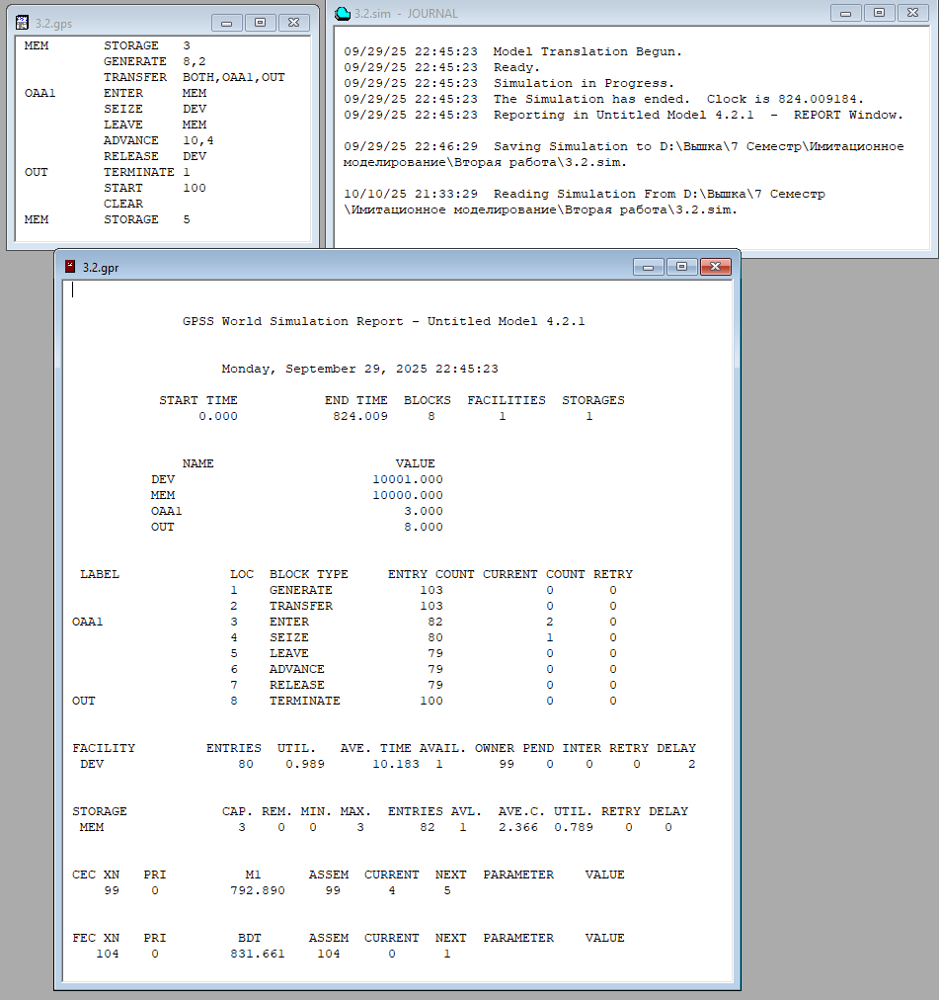 3.2.gps
MEM STORAGE 3
GENERATE 8,2
TRANSFER BOTH,OAA1,OUT
OAA1 ENTER MEM
SEIZE DEV
LEAVE MEM
ADVANCE 10,4
RELEASE DEV
OUT TERMINATE 1
START 100
CLEAR
MEM STORAGE 5
3.2.sim - JOURNAL
09/29/25 22:45:23 Model Translation Begun.
09/29/25 22:45:23 Ready.
09/29/25 22:45:23 Simulation in Progress.
09/29/25 22:45:23 The Simulation has ended. Clock is 824.009184.
09/29/25 22:45:23 Reporting in Untitled Model 4.2.1 - REPORT Window.
09/29/25 22:46:29 Saving Simulation to D:\Вышка\7 Семестр\Имитационное
моделирование\Вторая работа\3.2.sim.
10/10/25 21:33:29 Reading Simulation From D:\Вышка\7 Семестр
\Имитационное моделирование\Вторая работа\3.2.sim.
3.2.gpr
GPSS World Simulation Report - Untitled Model 4.2.1
Monday, September 29, 2025 22:45:23
START TIME END TIME BLOCKS FACILITIES STORAGES
0.000 824.009 8 1 1
NAME VALUE
DEV 10001.000
MEM 10000.000
OAA1 3.000
OUT 8.000
LABEL LOC BLOCK TYPE ENTRY COUNT CURRENT COUNT RETRY
1 GENERATE 103 0 0
2 TRANSFER 103 0 0
OAA1 3 ENTER 82 2 0
4 SEIZE 80 1 0
5 LEAVE 79 0 0
6 ADVANCE 79 0 0
7 RELEASE 79 0 0
OUT 8 TERMINATE 100 0 0
FACILITY ENTRIES UTIL. AVE. TIME AVAIL. OWNER PEND INTER RETRY DELAY
DEV 80 0.989 10.183 1 99 0 0 0 2
STORAGE CAP. REM. MIN. MAX. ENTRIES AVL. AVE.C. UTIL. RETRY DELAY
MEM 3 0 0 3 82 1 2.366 0.789 0 0
CEC XN PRI M1 ASSEM CURRENT NEXT PARAMETER VALUE
99 0 792.890 99 4 5
FEC XN PRI BDT ASSEM CURRENT NEXT PARAMETER VALUE
104 0 831.661 104 0 1